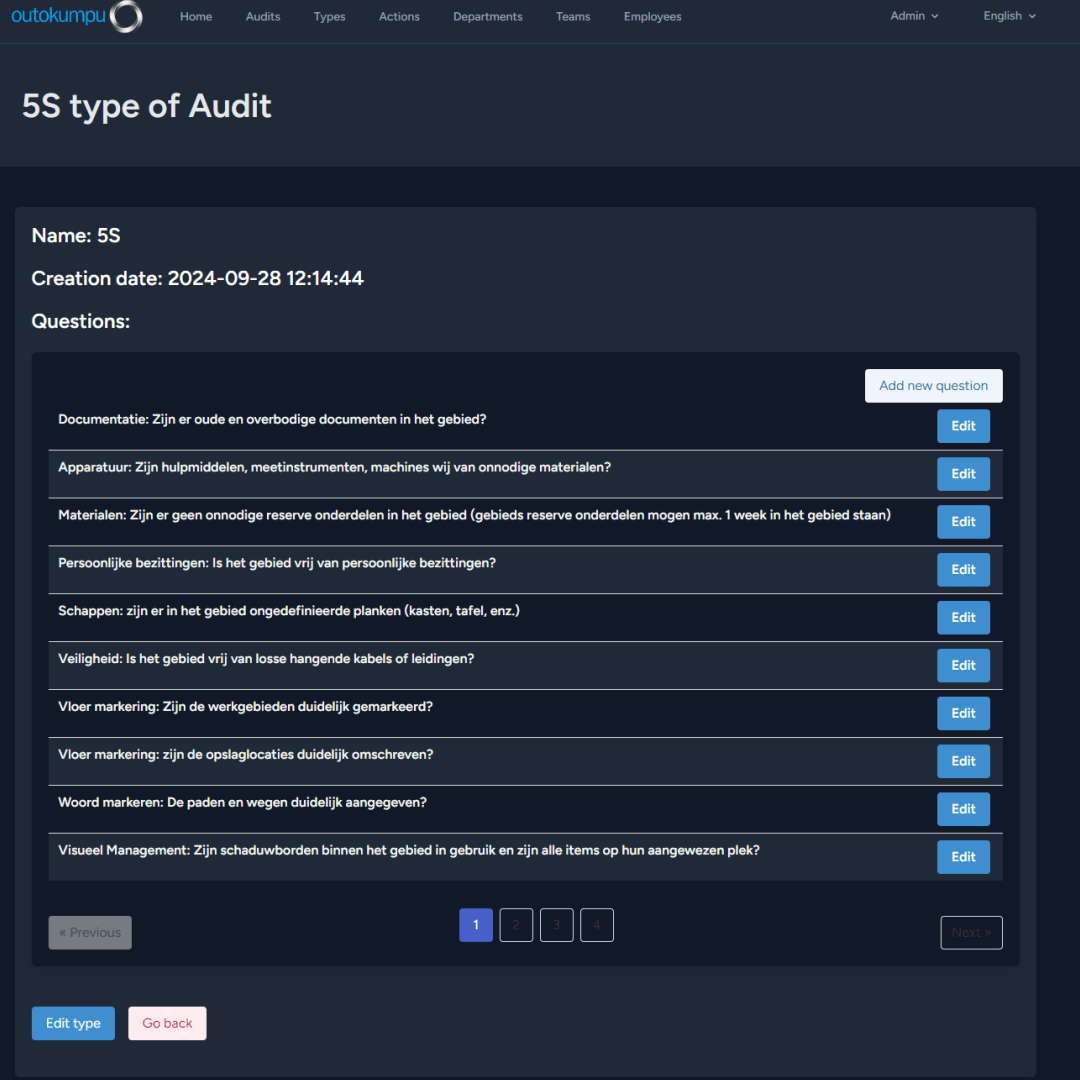 outokumpu
Home Audits Types Actions Departments Teams Employees Admin English
5S type of Audit
Name: 5S
Creation date: 2024-09-28 12:14:44
Questions:
Add new question
Documentatie: Zijn er oude en overbodige documenten in het gebied? Edit
Apparatuur: Zijn hulpmiddelen, meetinstrumenten, machines wij van onnodige materialen? Edit
Materialen: Zijn er geen onnodige reserve onderdelen in het gebied (gebieds reserve onderdelen mogen max. 1 week in het gebied staan) Edit
Persoonlijke bezittingen: Is het gebied vrij van persoonlijke bezittingen? Edit
Schappen: zijn er in het gebied ongedefinieerde planken (kasten, tafel, enz.) Edit
Veiligheid: Is het gebied vrij van losse hangende kabels of leidingen? Edit
Vloer markering: Zijn de werkgebieden duidelijk gemarkeerd? Edit
Vloer markering: zijn de opslaglocaties duidelijk omschreven? Edit
Woord markeren: De paden en wegen duidelijk aangegeven? Edit
Visueel Management: Zijn schaduwborden binnen het gebied in gebruik en zijn alle items op hun aangewezen plek? Edit
« Previous 1 2 3 4 Next »
Edit type Go back